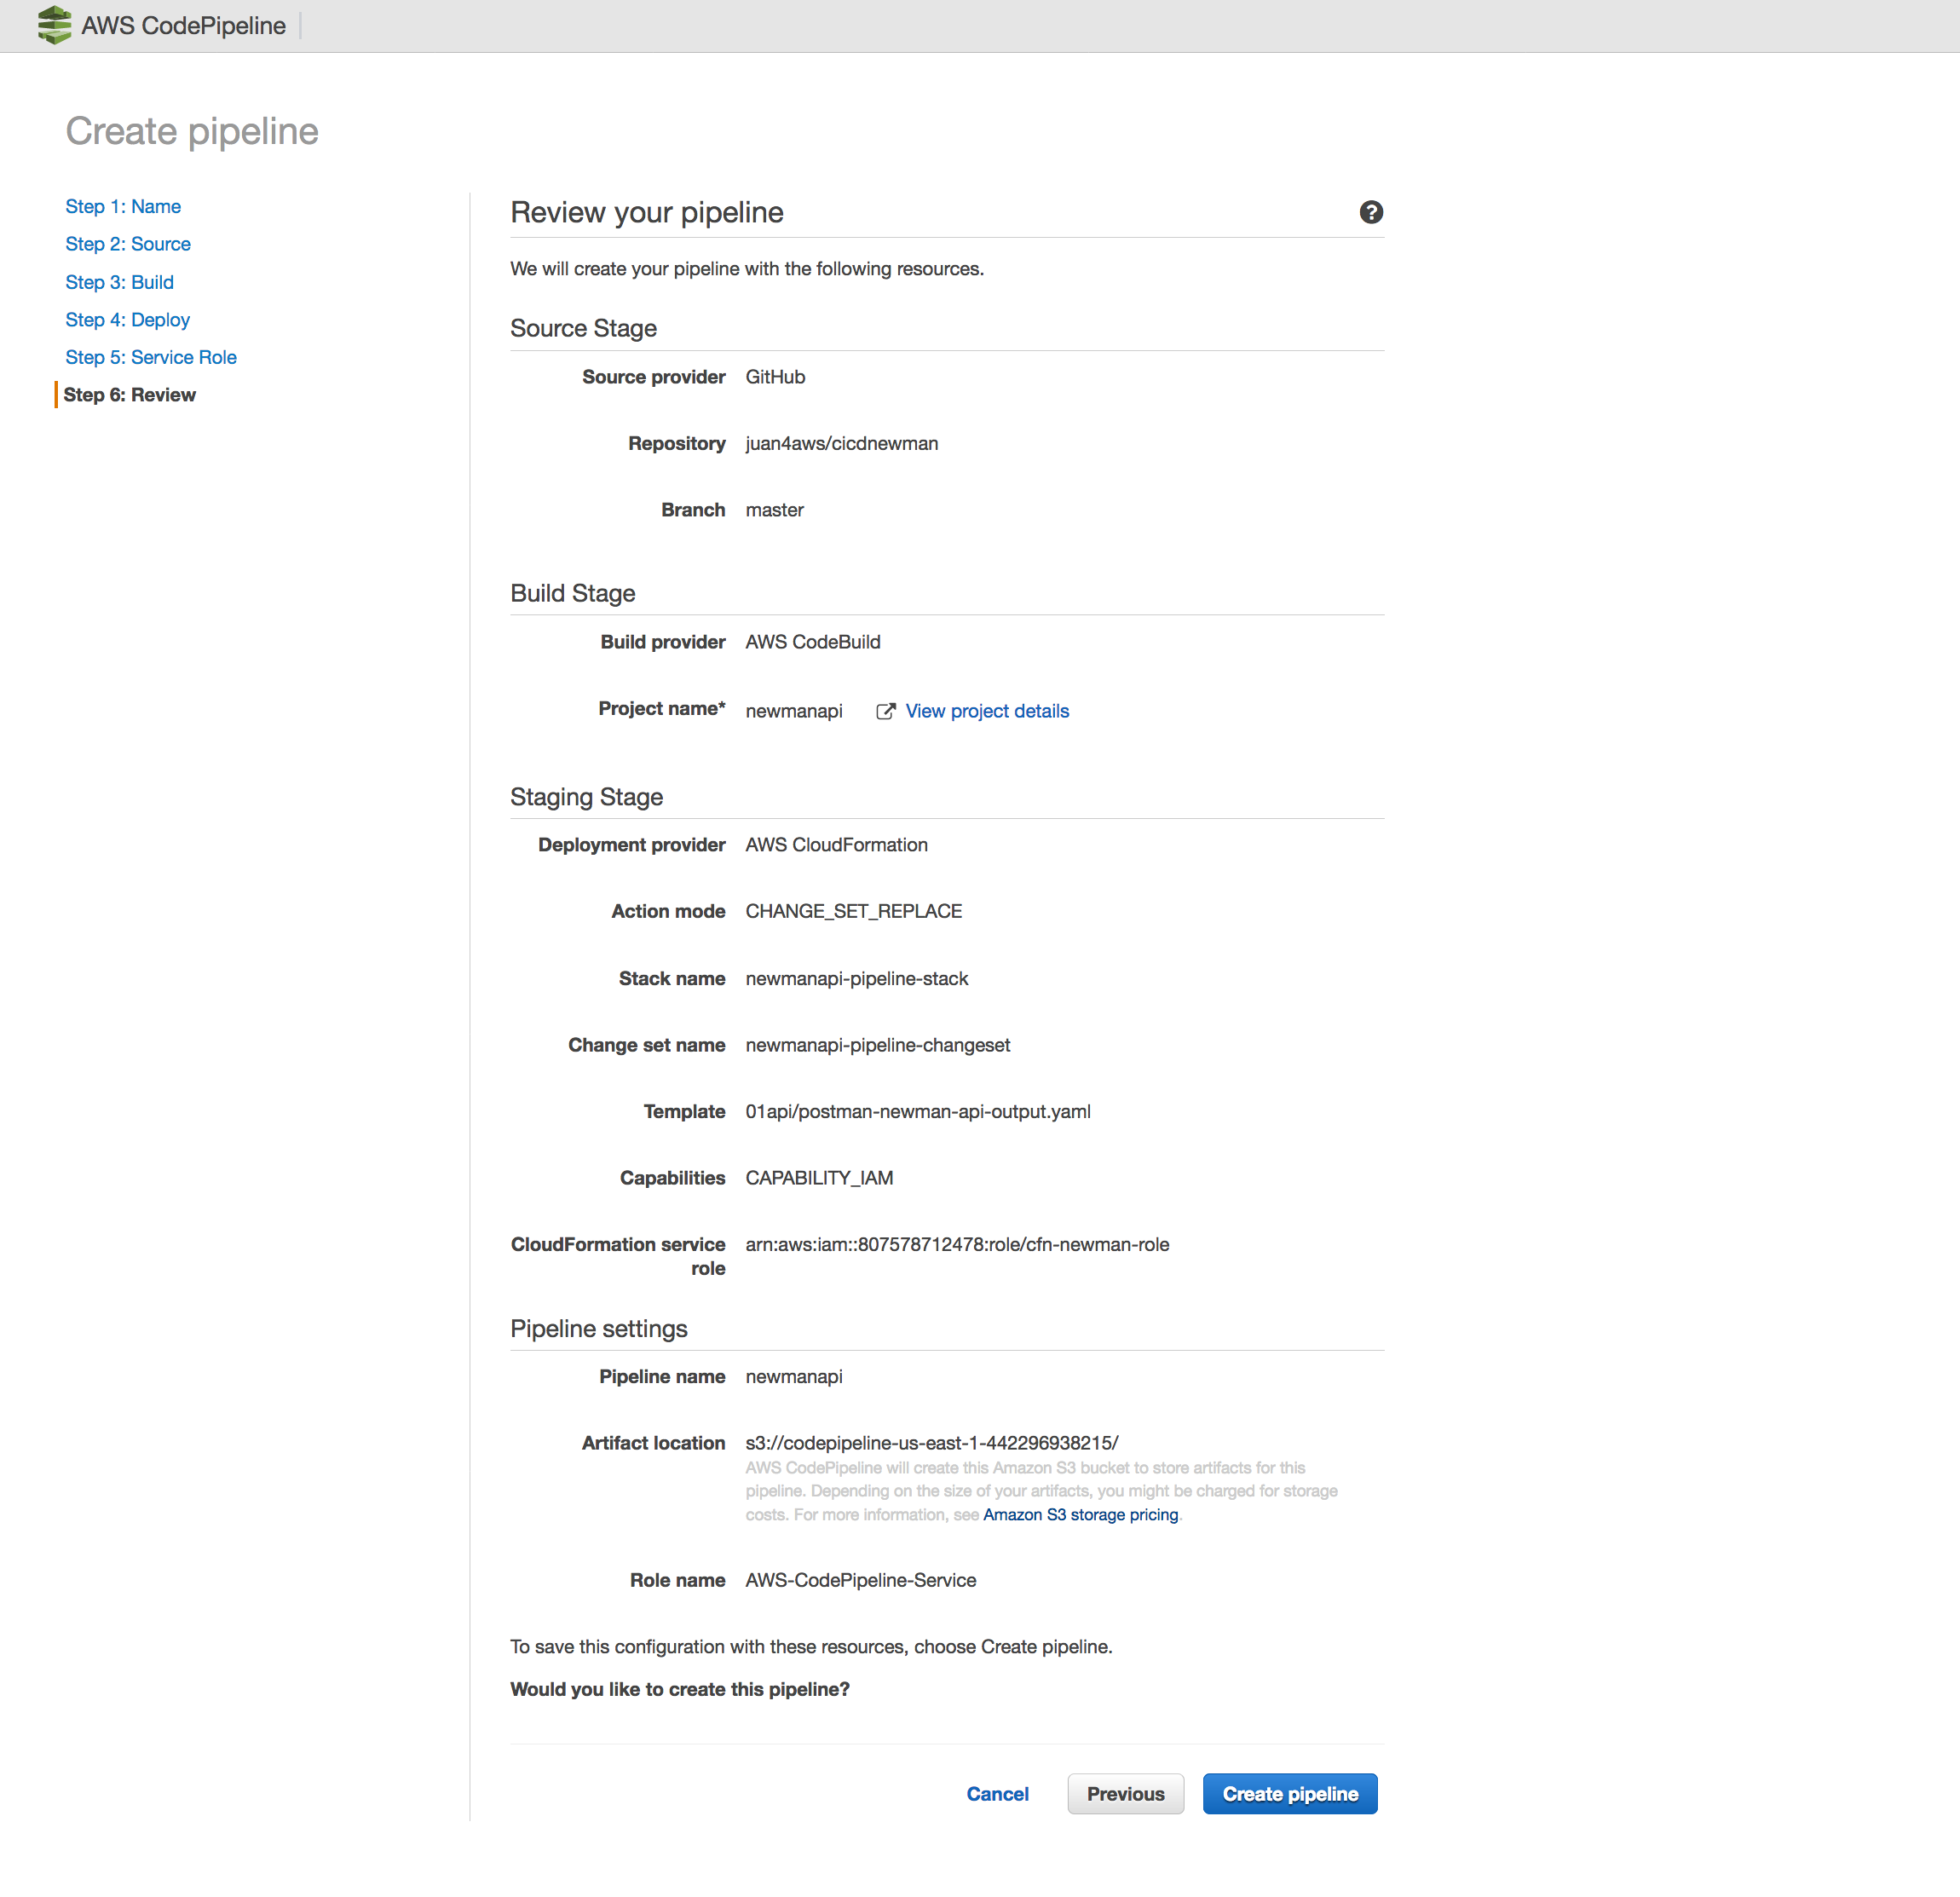 AWS CodePipeline
Create pipeline
Step 1: Name
Step 2: Source
Step 3: Build
Step 4: Deploy
Step 5: Service Role
Step 6: Review
Review your pipeline
?
We will create your pipeline with the following resources.
Source Stage
Source provider GitHub
Repository juan4aws/cicdnewman
Branch master
Build Stage
Build provider AWS CodeBuild
Project name* newmanapi View project details
Staging Stage
Deployment provider AWS CloudFormation
Action mode CHANGE_SET_REPLACE
Stack name newmanapi-pipeline-stack
Change set name newmanapi-pipeline-changeset
Template 01api/postman-newman-api-output.yaml
Capabilities CAPABILITY_IAM
CloudFormation service arn:aws:iam::807578712478:role/cfn-newman-role
role
Pipeline settings
Pipeline name newmanapi
Artifact location s3://codepipeline-us-east-1-442296938215/
AWS CodePipeline will create this Amazon S3 bucket to store artifacts for this
pipeline. Depending on the size of your artifacts, you might be charged for storage
costs. For more information, see Amazon S3 storage pricing.
Role name AWS-CodePipeline-Service
To save this configuration with these resources, choose Create pipeline.
Would you like to create this pipeline?
Cancel Previous Create pipeline